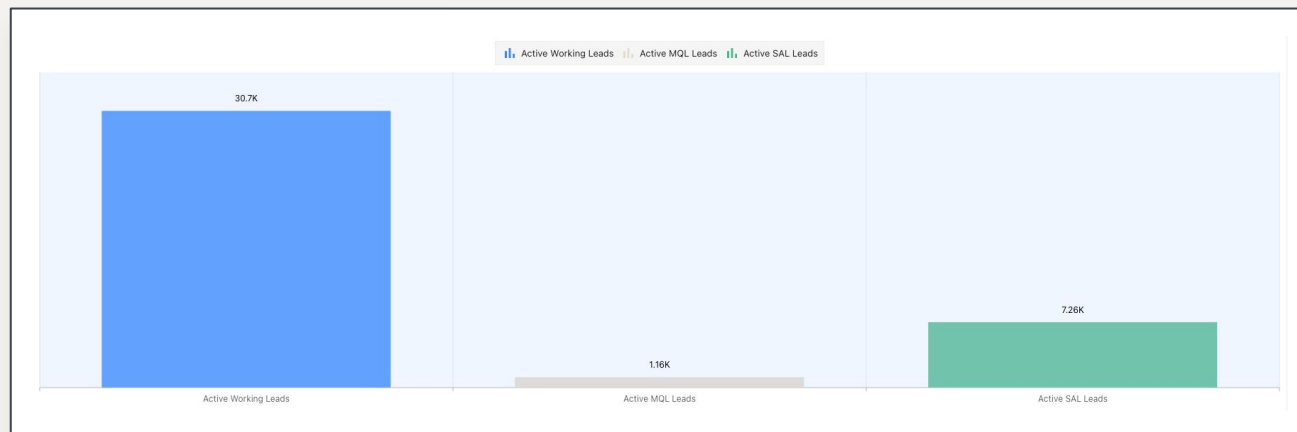 Active Working Leads Active MQL Leads Active SAL Leads
30.7K
7.26K
1.16K
Active Working Leads Active MQL Leads Active SAL Leads